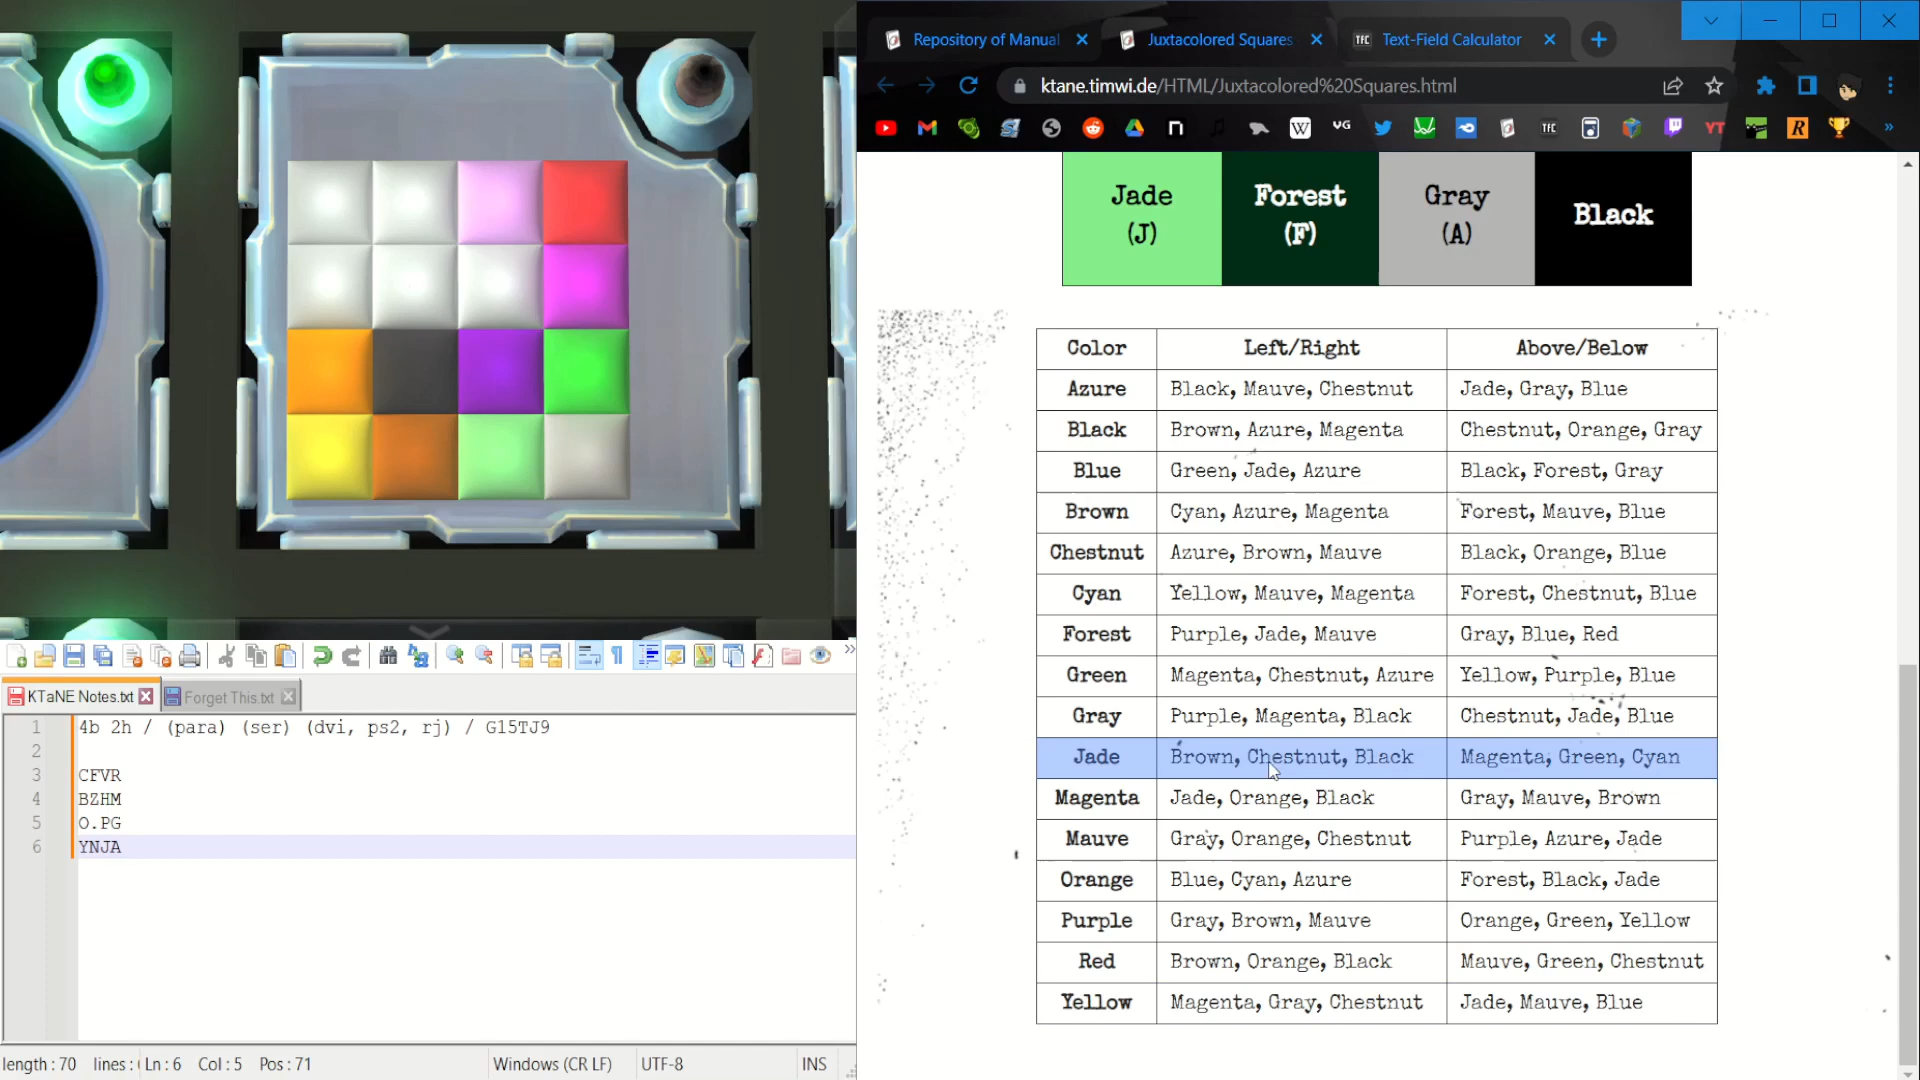 Repository of Manual
Juxtacolored Squares
TFC Text-Field Calculator
ktane.timwi.de/HTML/Juxtacolored%20Squares.html
W VG TFC YT R »
Jade (J)
Forest (F)
Gray (A)
Black
Color Left/Right Above/Below
Azure Black, Mauve, Chestnut Jade, Gray, Blue
Black Brown, Azure, Magenta Chestnut, Orange, Gray
Blue Green, Jade, Azure Black, Forest, Gray
Brown Cyan, Azure, Magenta Forest, Mauve, Blue
Chestnut Azure, Brown, Mauve Black, Orange, Blue
Cyan Yellow, Mauve, Magenta Forest, Chestnut, Blue
Forest Purple, Jade, Mauve Gray, Blue, Red
Green Magenta, Chestnut, Azure Yellow, Purple, Blue
Gray Purple, Magenta, Black Chestnut, Jade, Blue
Jade Brown, Chestnut, Black Magenta, Green, Cyan
Magenta Jade, Orange, Black Gray, Mauve, Brown
Mauve Gray, Orange, Chestnut Purple, Azure, Jade
Orange Blue, Cyan, Azure Forest, Black, Jade
Purple Gray, Brown, Mauve Orange, Green, Yellow
Red Brown, Orange, Black Mauve, Green, Chestnut
Yellow Magenta, Gray, Chestnut Jade, Mauve, Blue
KTaNE Notes.txt Forget This.txt
1 4b 2h / (para) (ser) (dvi, ps2, rj) / G15TJ9
2
3 CFVR
4 BZHM
5 O.PG
6 YNJA
length : 70 lines : Ln : 6 Col : 5 Pos : 71 Windows (CR LF) UTF-8 INS